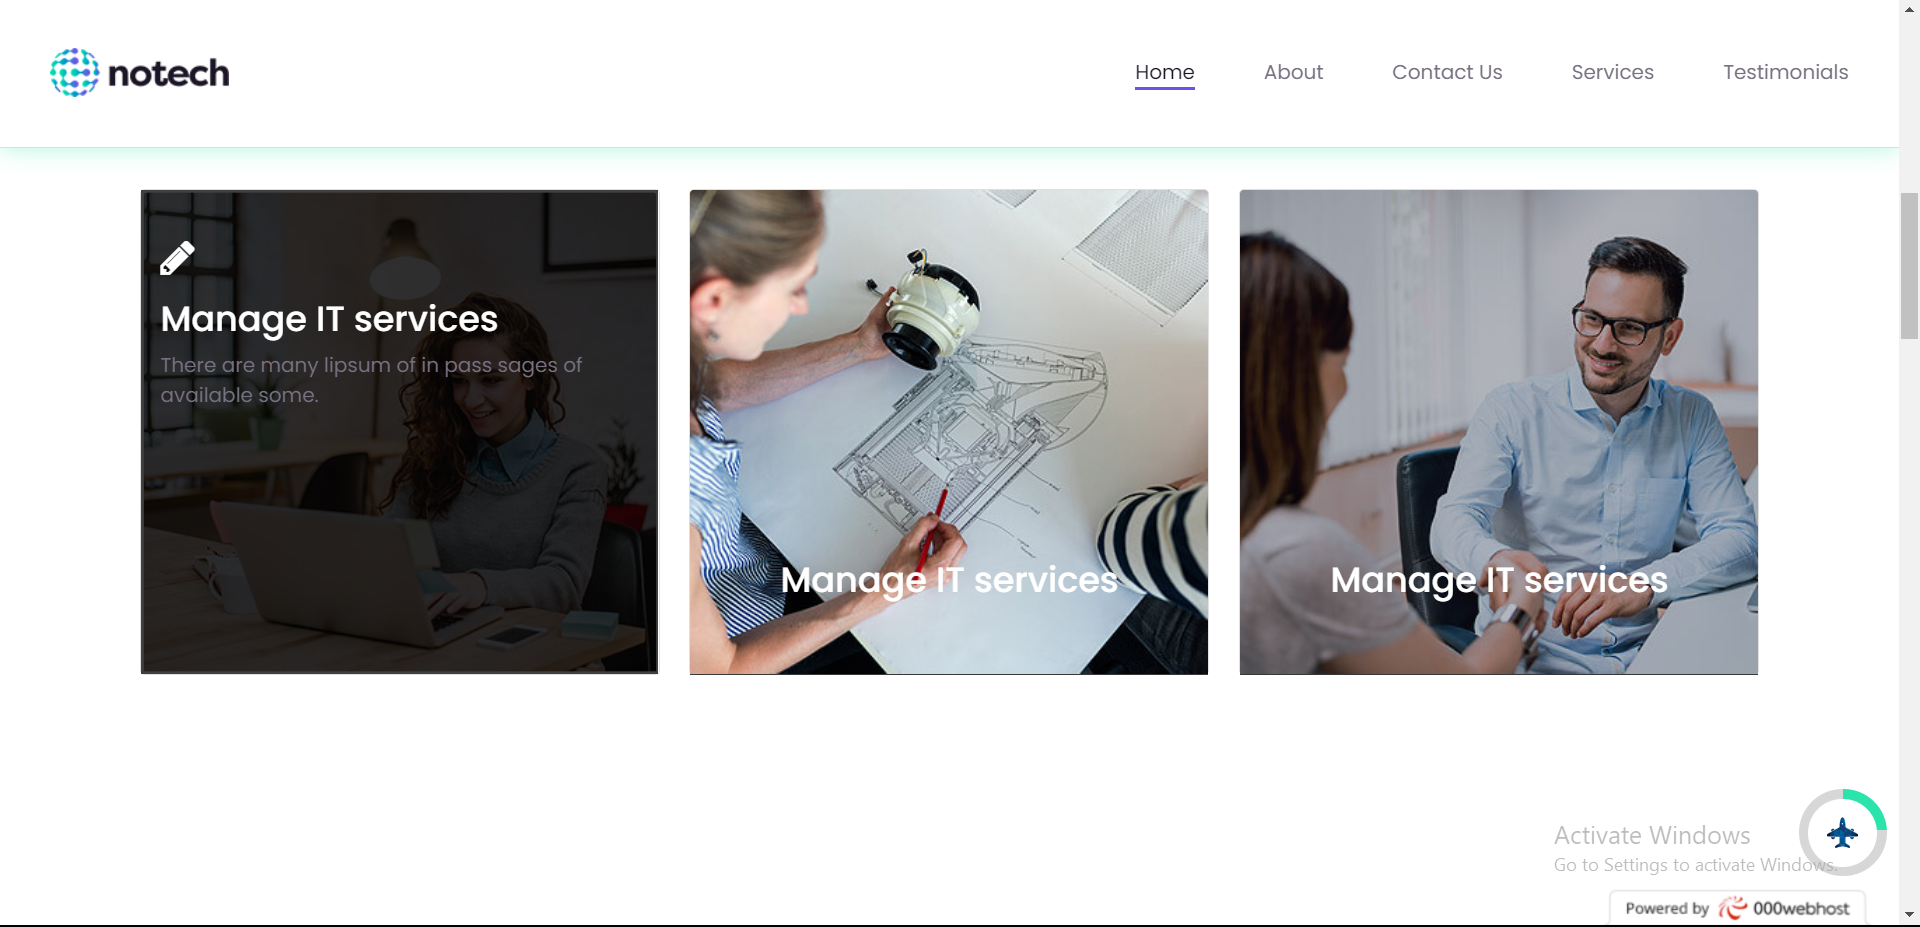 notech
Home
About
Contact Us
Services
Testimonials
Manage IT services
There are many lipsum of in pass sages of
available some.
Manage IT services
Manage IT services
Activate Windows
Go to Settings to activate Windows.
Powered by 000webhost